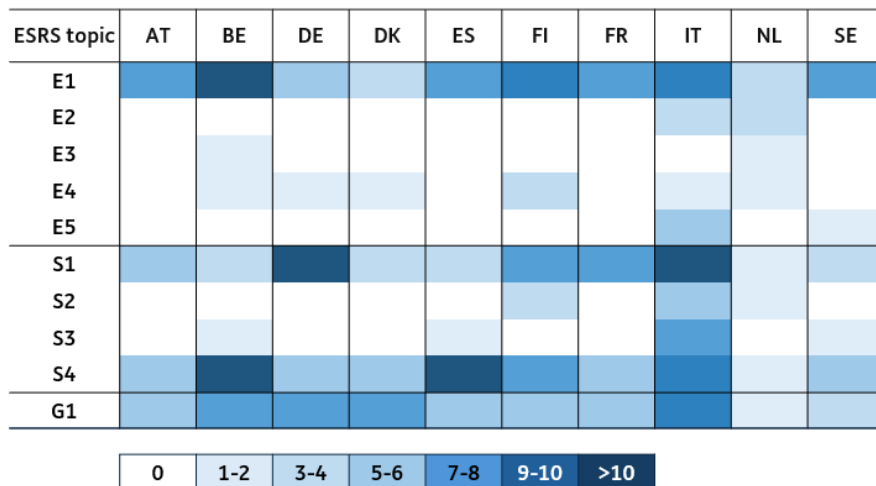 ESRS topic AT BE DE DK ES FI FR IT NL SE
E1
E2
E3
E4
E5
S1
S2
S3
S4
G1
0 1-2 3-4 5-6 7-8 9-10 >10